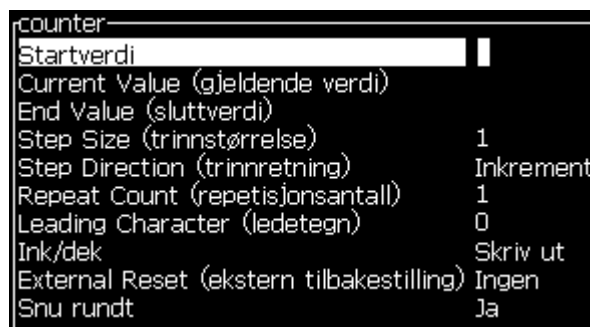 counter
Startverdi
Current Value (gjeldende verdi)
End Value (sluttverdi)
Step Size (trinnstørrelse) 1
Step Direction (trinnretning) Inkrement
Repeat Count (repetisjonsantall) 1
Leading Character (ledetegn) 0
Ink/dek Skriv ut
External Reset (ekstern tilbakestilling) Ingen
Snu rundt Ja